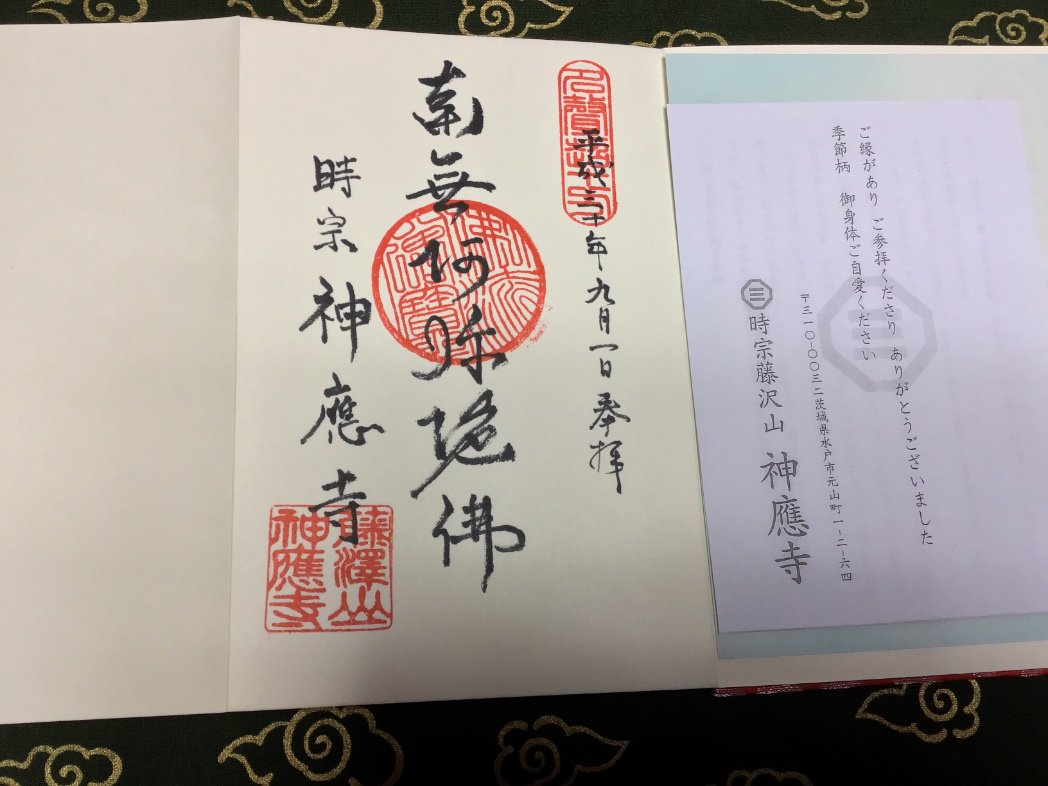 ご縁があり ご参拝くださり ありがとうございました
季節柄 御身体ご自愛ください
〒三一〇-〇〇三二茨城県水戸市元山町一-二-六四
時宗藤沢山 神應寺
平成三十年九月一日奉拝
南無阿弥陀佛
時宗神應寺
藤澤山
神應寺